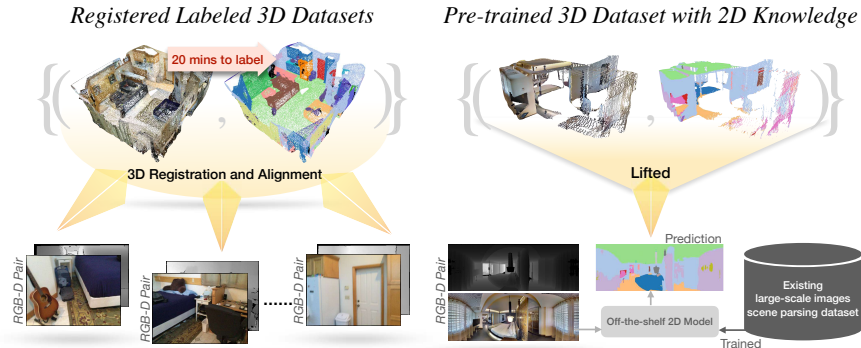 Registered Labeled 3D Datasets
20 mins to label
3D Registration and Alignment
RGB-D Pair
RGB-D Pair
RGB-D Pair
Pre-trained 3D Dataset with 2D Knowledge
Lifted
Prediction
RGB-D Pair
Off-the-shelf 2D Model
Existing
large-scale images
scene parsing dataset
Trained